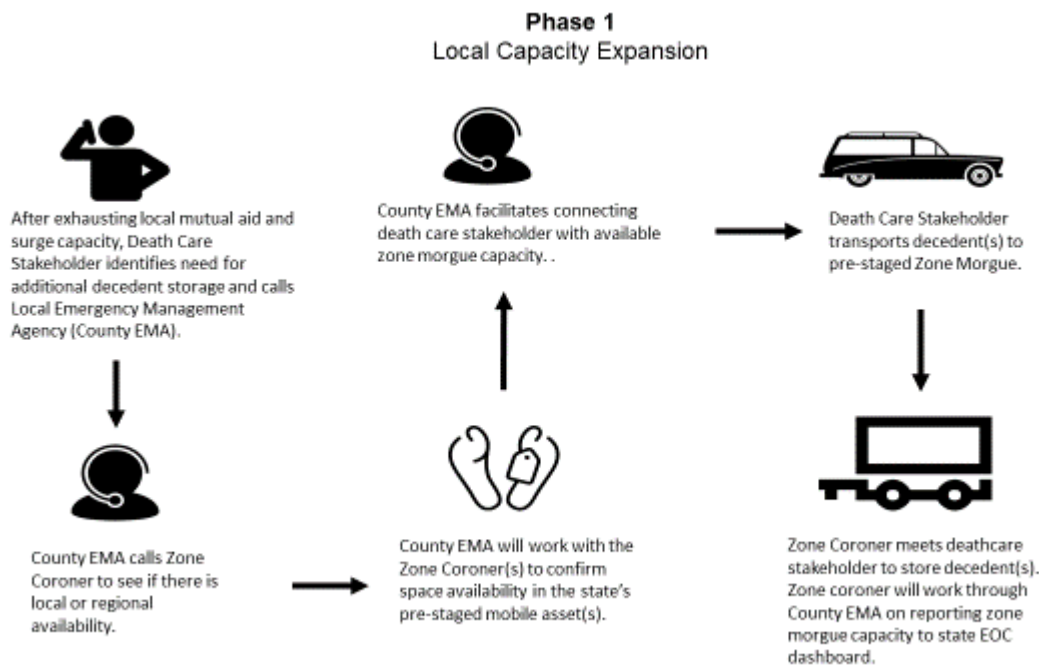 Phase 1
Local Capacity Expansion
After exhausting local mutual aid and
surge capacity, Death Care
Stakeholder identifies need for
additional decedent storage and calls
Local Emergency Management
Agency (County EMA).
County EMA calls Zone
Coroner to see if there is
local or regional
availability.
County EMA will work with the
Zone Coroner(s) to confirm
space availability in the state's
pre-staged mobile asset(s).
County EMA facilitates connecting
death care stakeholder with available
zone morgue capacity. .
Death Care Stakeholder
transports decedent(s) to
pre-staged Zone Morgue.
Zone Coroner meets deathcare
stakeholder to store decedent(s).
Zone coroner will work through
County EMA on reporting zone
morgue capacity to state EOC
dashboard.